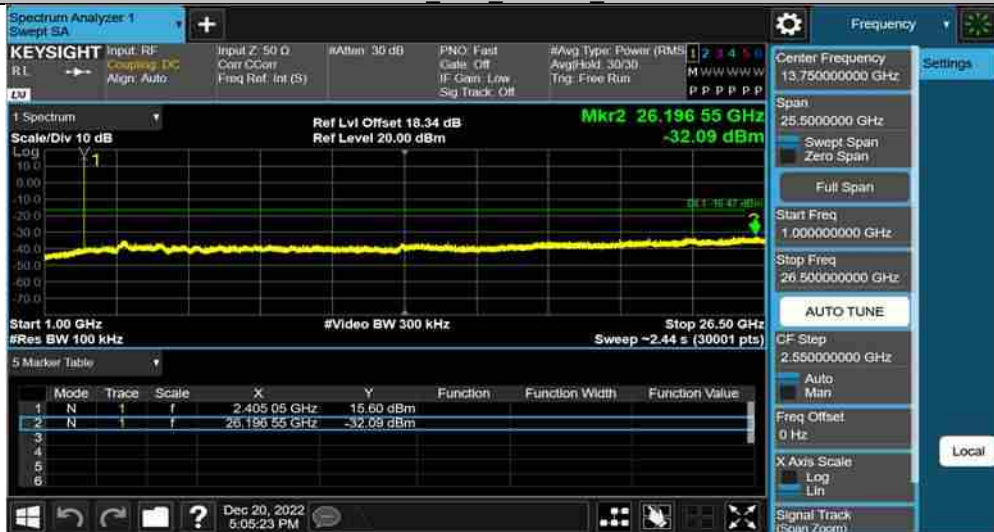 Spectrum Analyzer 1
Swept SA
+
Frequency
KEYSIGHT
RL
LXI
Input: RF
Coupling: DC
Align: Auto
Input Z: 50 Ω
Corr CCorr
Freq Ref: Int (S)
#Atten: 30 dB
PNO: Fast
Gate: Off
IF Gain: Low
Sig Track: Off
#Avg Type: Power (RMS
Avg|Hold: 30/30
Trig: Free Run
1 2 3 4 5 6
M W W W W W
P P P P P P
1 Spectrum
Scale/Div 10 dB
Ref Lvl Offset 18.34 dB
Ref Level 20.00 dBm
Mkr2 26.196 55 GHz
-32.09 dBm
Log
10.0
0.00
-10.0
-20.0
-30.0
-40.0
-50.0
-60.0
-70.0
1
DL1 -16.47 dBm
2
Start 1.00 GHz
#Res BW 100 kHz
#Video BW 300 kHz
Stop 26.50 GHz
Sweep ~2.44 s (30001 pts)
5 Marker Table
Mode Trace Scale X Y Function Function Width Function Value
1 N 1 f 2.405 05 GHz 15.60 dBm
2 N 1 f 26.196 55 GHz -32.09 dBm
3
4
5
6
Center Frequency
13.750000000 GHz
Settings
Span
25.5000000 GHz
Swept Span
Zero Span
Full Span
Start Freq
1.000000000 GHz
Stop Freq
26.500000000 GHz
AUTO TUNE
CF Step
2.550000000 GHz
Auto
Man
Freq Offset
0 Hz
Local
X Axis Scale
Log
Lin
Signal Track
(Span Zoom)
?
Dec 20, 2022
5:05:23 PM